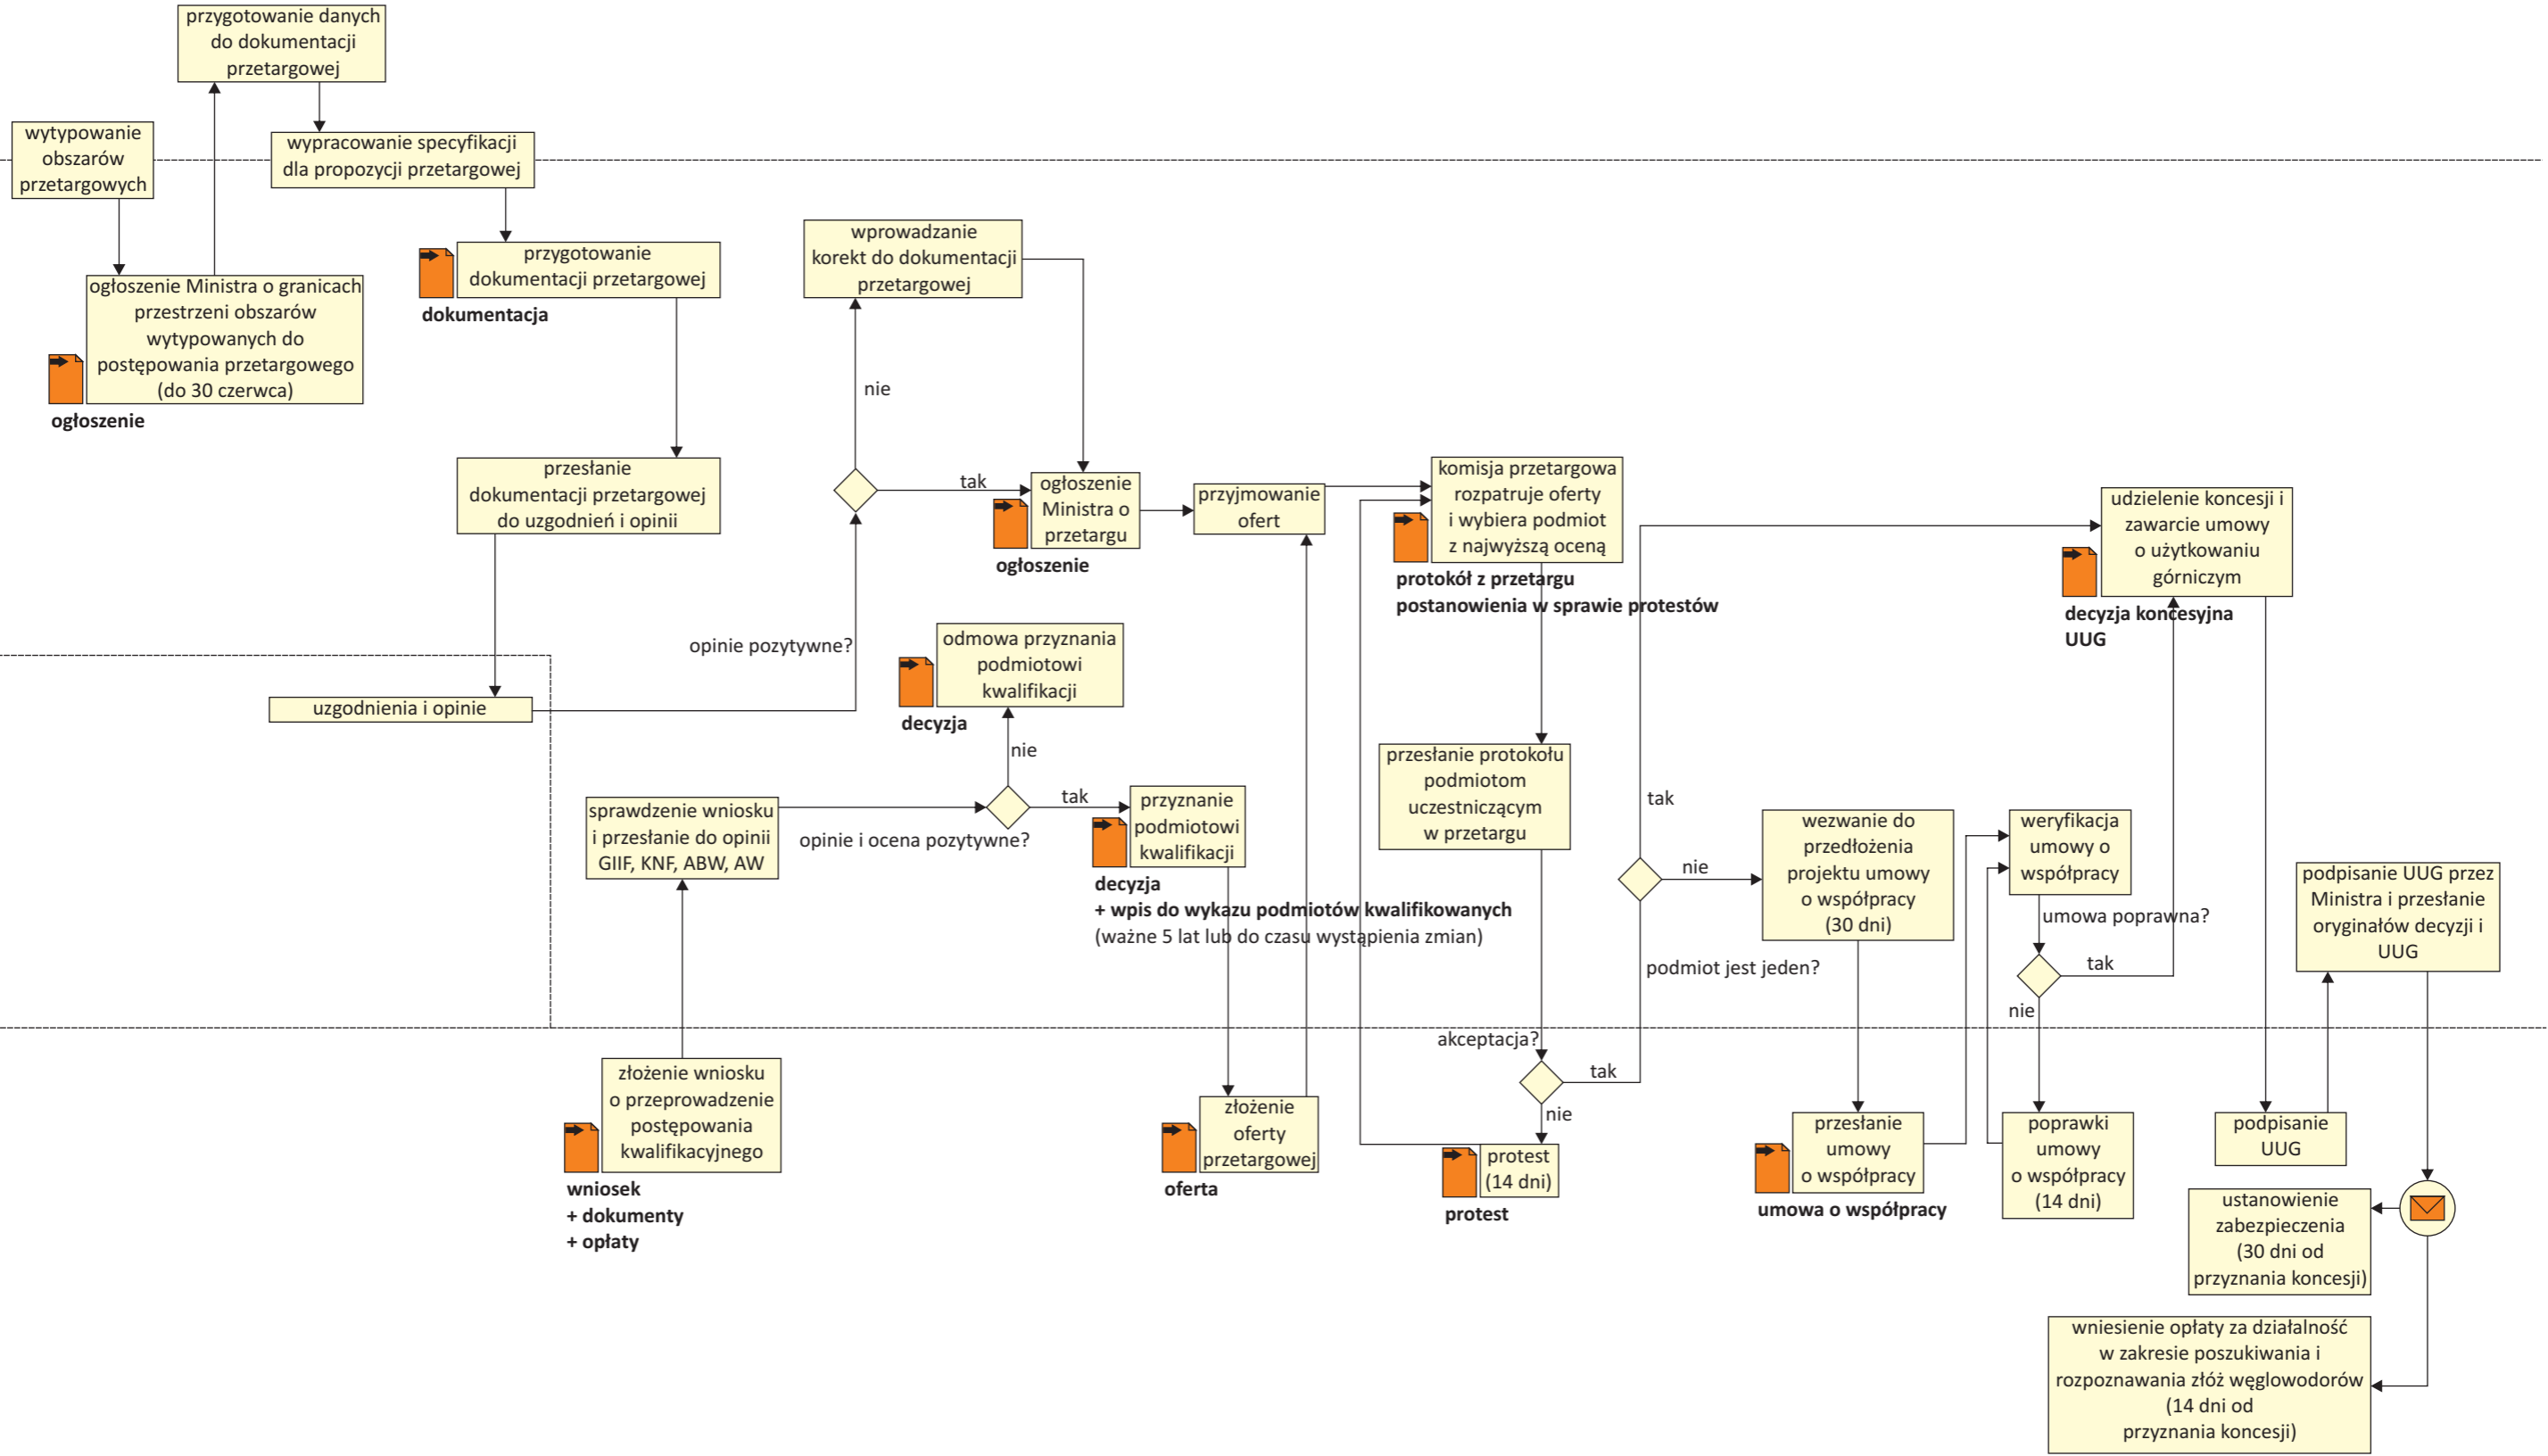 przygotowanie danych
do dokumentacji
przetargowej
wytypowanie
obszarów
przetargowych
wypracowanie specyfikacji
dla propozycji przetargowej
ogłoszenie Ministra o granicach
przestrzeni obszarów
wytypowanych do
postępowania przetargowego
(do 30 czerwca)
ogłoszenie
przygotowanie
dokumentacji przetargowej
dokumentacja
przesłanie
dokumentacji przetargowej
do uzgodnień i opinii
uzgodnienia i opinie
opinie pozytywne?
nie
tak
wprowadzanie
korekt do dokumentacji
przetargowej
ogłoszenie
Ministra o
przetargu
ogłoszenie
przyjmowanie
ofert
złożenie wniosku
o przeprowadzenie
postępowania
kwalifikacyjnego
wniosek
+ dokumenty
+ opłaty
sprawdzenie wniosku
i przesłanie do opinii
GIIF, KNF, ABW, AW
opinie i ocena pozytywne?
nie
tak
odmowa przyznania
podmiotowi
kwalifikacji
decyzja
przyznanie
podmiotowi
kwalifikacji
decyzja
+ wpis do wykazu podmiotów kwalifikowanych
(ważne 5 lat lub do czasu wystąpienia zmian)
złożenie
oferty
przetargowej
oferta
komisja przetargowa
rozpatruje oferty
i wybiera podmiot
z najwyższą oceną
protokół z przetargu
postanowienia w sprawie protestów
przesłanie protokołu
podmiotom
uczestniczącym
w przetargu
akceptacja?
tak
nie
protest
(14 dni)
protest
podmiot jest jeden?
tak
nie
wezwanie do
przedłożenia
projektu umowy
o współpracy
(30 dni)
przesłanie
umowy
o współpracy
umowa o współpracy
weryfikacja
umowy o
współpracy
umowa poprawna?
tak
nie
poprawki
umowy
o współpracy
(14 dni)
udzielenie koncesji i
zawarcie umowy
o użytkowaniu
górniczym
decyzja koncesyjna
UUG
podpisanie
UUG
podpisanie UUG przez
Ministra i przesłanie
oryginałów decyzji i
UUG
ustanowienie
zabezpieczenia
(30 dni od
przyznania koncesji)
wniesienie opłaty za działalność
w zakresie poszukiwania i
rozpoznawania złóż węglowodorów
(14 dni od
przyznania koncesji)